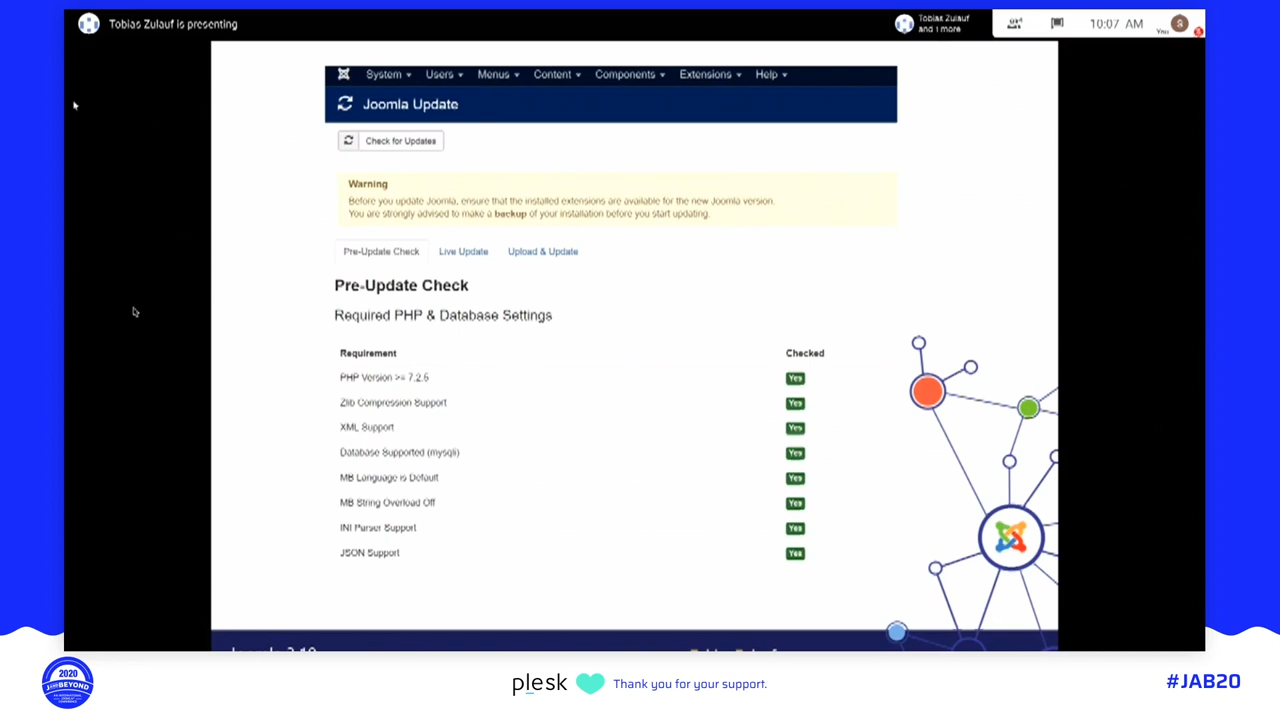 Tobias Zulauf is presenting
Tobias Zulauf
and 1 more
10:07 AM
You
S
System
Users
Menus
Content
Components
Extensions
Help
Joomla Update
Check for Updates
Warning
Before you update Joomla, ensure that the installed extensions are available for the new Joomla version.
You are strongly advised to make a backup of your installation before you start updating.
Pre-Update Check
Live Update
Upload & Update
Pre-Update Check
Required PHP & Database Settings
Requirement
Checked
PHP Version >= 7.2.5
Yes
Zlib Compression Support
Yes
XML Support
Yes
Database Supported (mysqli)
Yes
MB Language is Default
Yes
MB String Overload Off
Yes
INI Parser Support
Yes
JSON Support
Yes
2020
BEYOND
plesk
Thank you for your support.
#JAB20